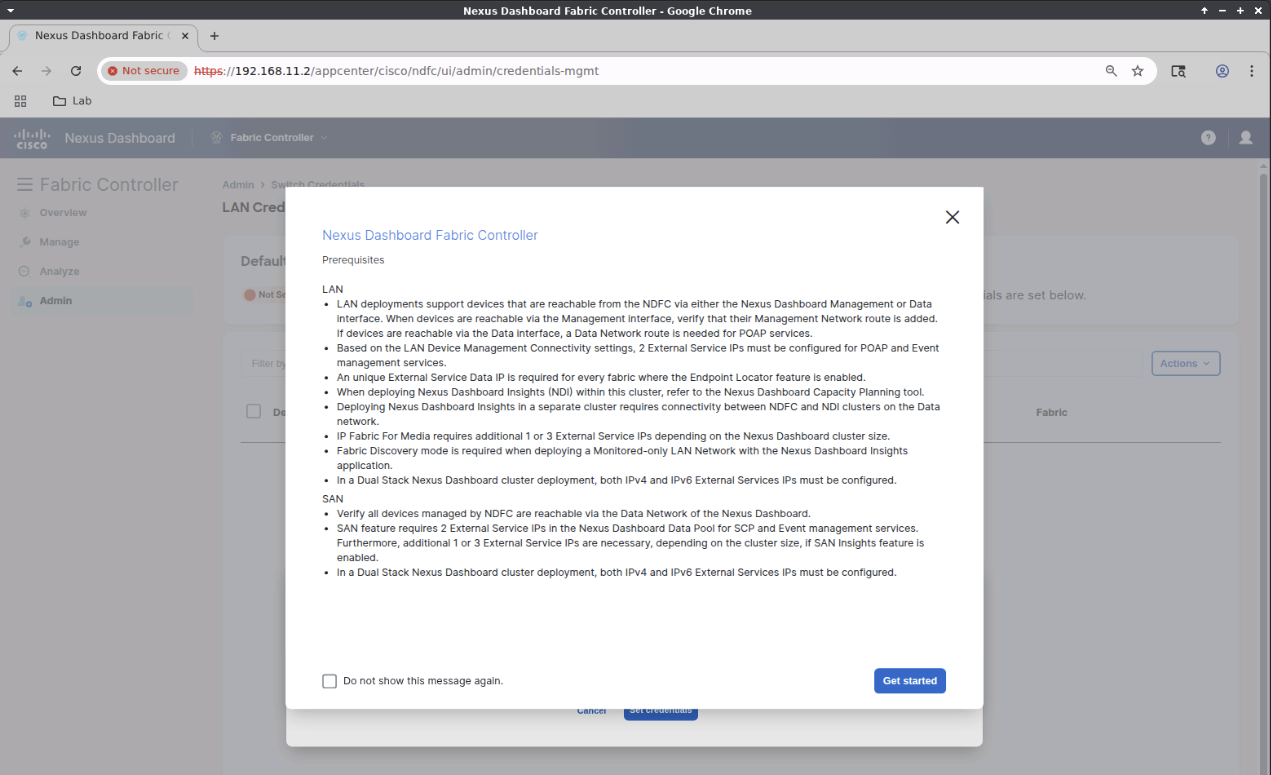 Nexus Dashboard Fabric Controller - Google Chrome
Nexus Dashboard Fabric
Not secure https://192.168.11.2/appcenter/cisco/ndfc/ui/admin/credentials-mgmt
Lab
cisco Nexus Dashboard Fabric Controller
Fabric Controller
Overview
Manage
Analyze
Admin
Admin > Switch Credentials
LAN Cred
Default
Not Se
ials are set below.
Filter by
Actions
De
Fabric
Nexus Dashboard Fabric Controller
Prerequisites
LAN
• LAN deployments support devices that are reachable from the NDFC via either the Nexus Dashboard Management or Data
interface. When devices are reachable via the Management interface, verify that their Management Network route is added.
If devices are reachable via the Data interface, a Data Network route is needed for POAP services.
• Based on the LAN Device Management Connectivity settings, 2 External Service IPs must be configured for POAP and Event
management services.
• An unique External Service Data IP is required for every fabric where the Endpoint Locator feature is enabled.
• When deploying Nexus Dashboard Insights (NDI) within this cluster, refer to the Nexus Dashboard Capacity Planning tool.
• Deploying Nexus Dashboard Insights in a separate cluster requires connectivity between NDFC and NDI clusters on the Data
network.
• IP Fabric For Media requires additional 1 or 3 External Service IPs depending on the Nexus Dashboard cluster size.
• Fabric Discovery mode is required when deploying a Monitored-only LAN Network with the Nexus Dashboard Insights
application.
• In a Dual Stack Nexus Dashboard cluster deployment, both IPv4 and IPv6 External Services IPs must be configured.
SAN
• Verify all devices managed by NDFC are reachable via the Data Network of the Nexus Dashboard.
• SAN feature requires 2 External Service IPs in the Nexus Dashboard Data Pool for SCP and Event management services.
Furthermore, additional 1 or 3 External Service IPs are necessary, depending on the cluster size, if SAN Insights feature is
enabled.
• In a Dual Stack Nexus Dashboard cluster deployment, both IPv4 and IPv6 External Services IPs must be configured.
Do not show this message again.
Get started
Cancel
Set credentials